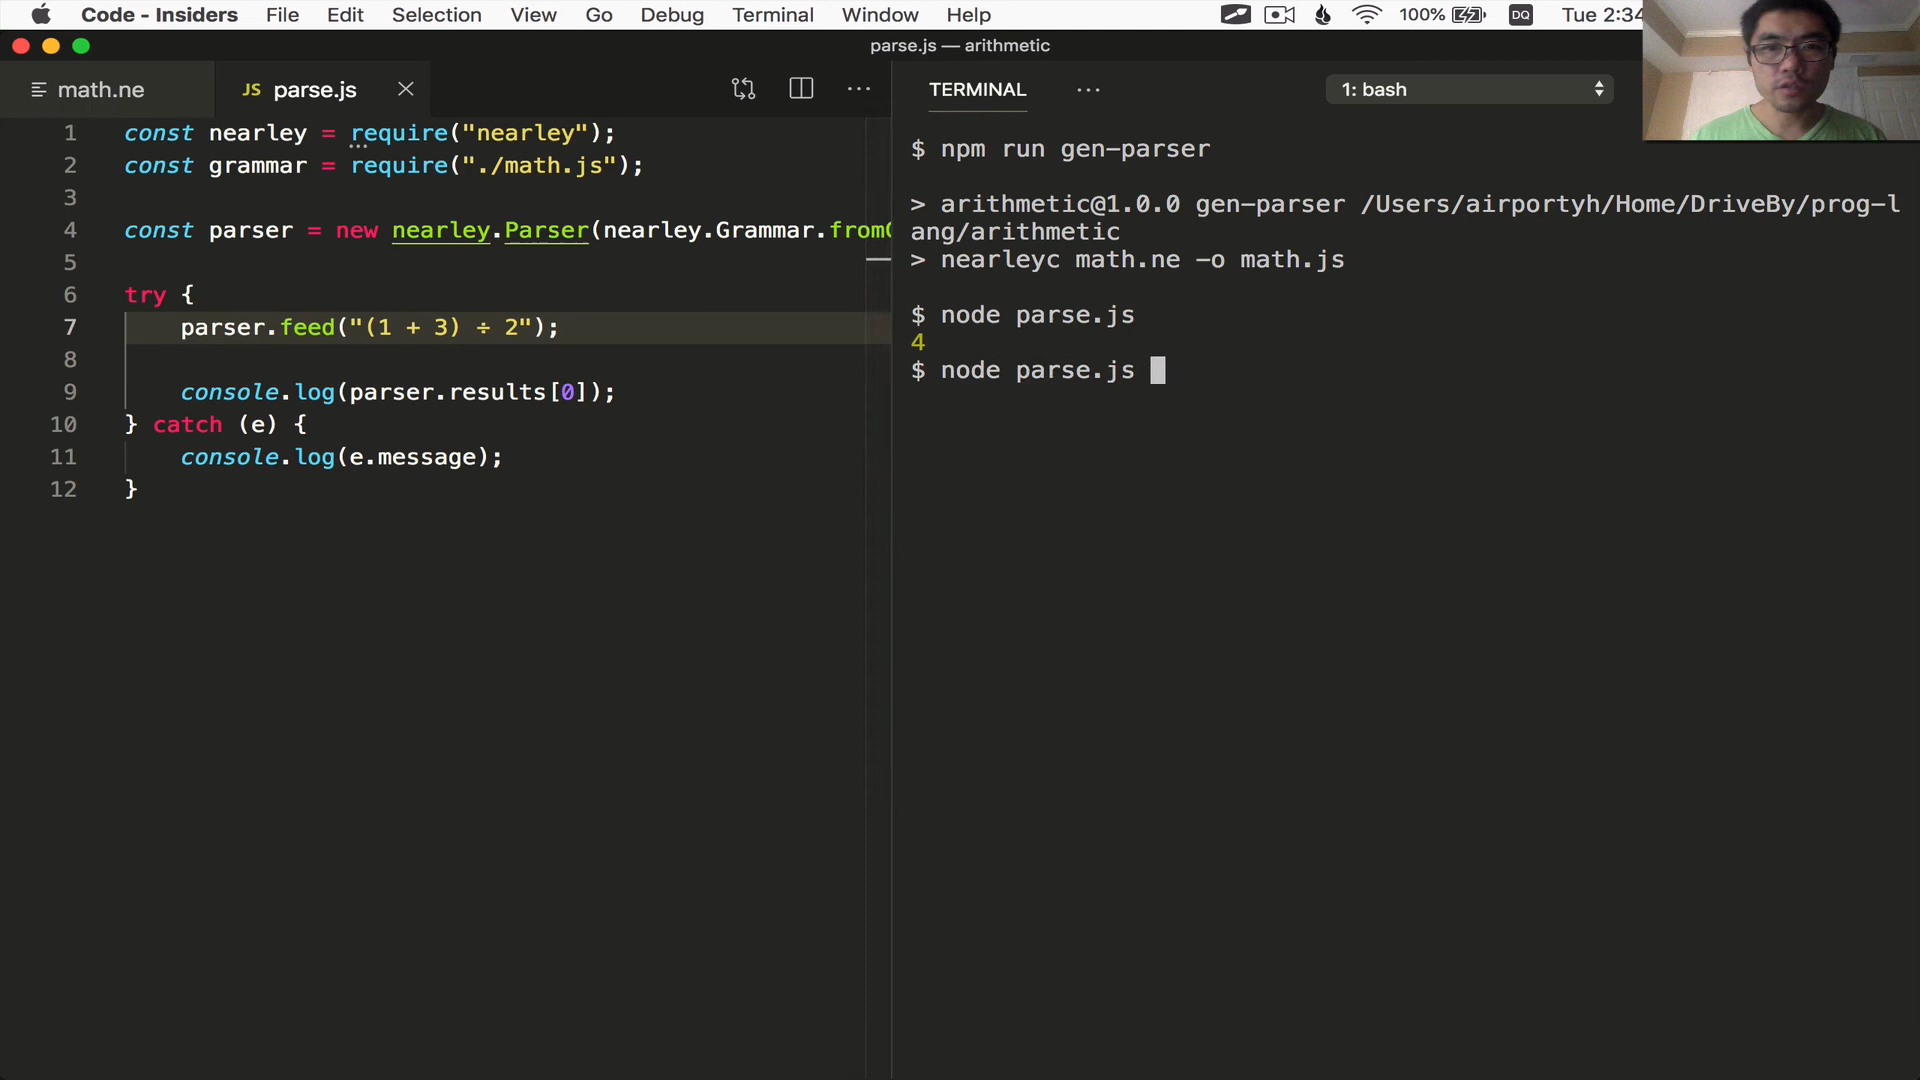 Code - Insiders File Edit Selection View Go Debug Terminal Window Help 100% DQ Tue 2:34
parse.js — arithmetic
math.ne JS parse.js
1 const nearley = require("nearley");
2 const grammar = require("./math.js");
3
4 const parser = new nearley.Parser(nearley.Grammar.from
5
6 try {
7 parser.feed("(1 + 3) ÷ 2");
8
9 console.log(parser.results[0]);
10 } catch (e) {
11 console.log(e.message);
12 }
TERMINAL 1: bash
$ npm run gen-parser
> arithmetic@1.0.0 gen-parser /Users/airportyh/Home/DriveBy/prog-l
ang/arithmetic
> nearleyc math.ne -o math.js
$ node parse.js
4
$ node parse.js